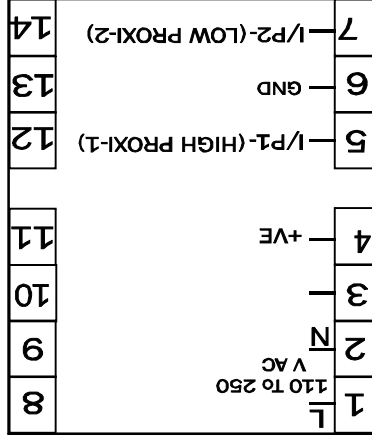 1 L 8
110 To 250
V AC
2 N 9
3 10
4 +VE 11
5 I/P1-(HIGH PROXI-1) 12
6 GND 13
7 I/P2-(LOW PROXI-2) 14